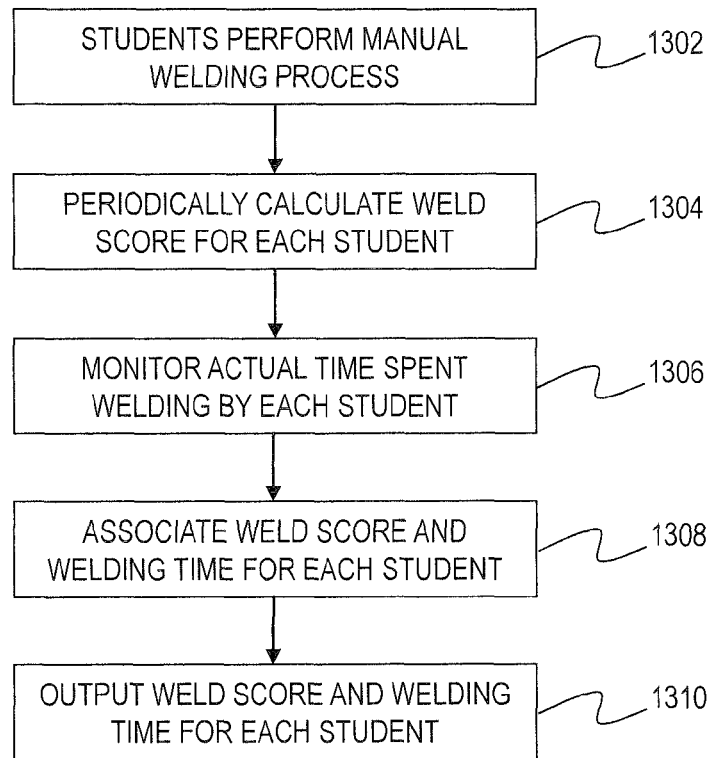 STUDENTS PERFORM MANUAL
WELDING PROCESS
1302
PERIODICALLY CALCULATE WELD
SCORE FOR EACH STUDENT
1304
MONITOR ACTUAL TIME SPENT
WELDING BY EACH STUDENT
1306
ASSOCIATE WELD SCORE AND
WELDING TIME FOR EACH STUDENT
1308
OUTPUT WELD SCORE AND WELDING
TIME FOR EACH STUDENT
1310